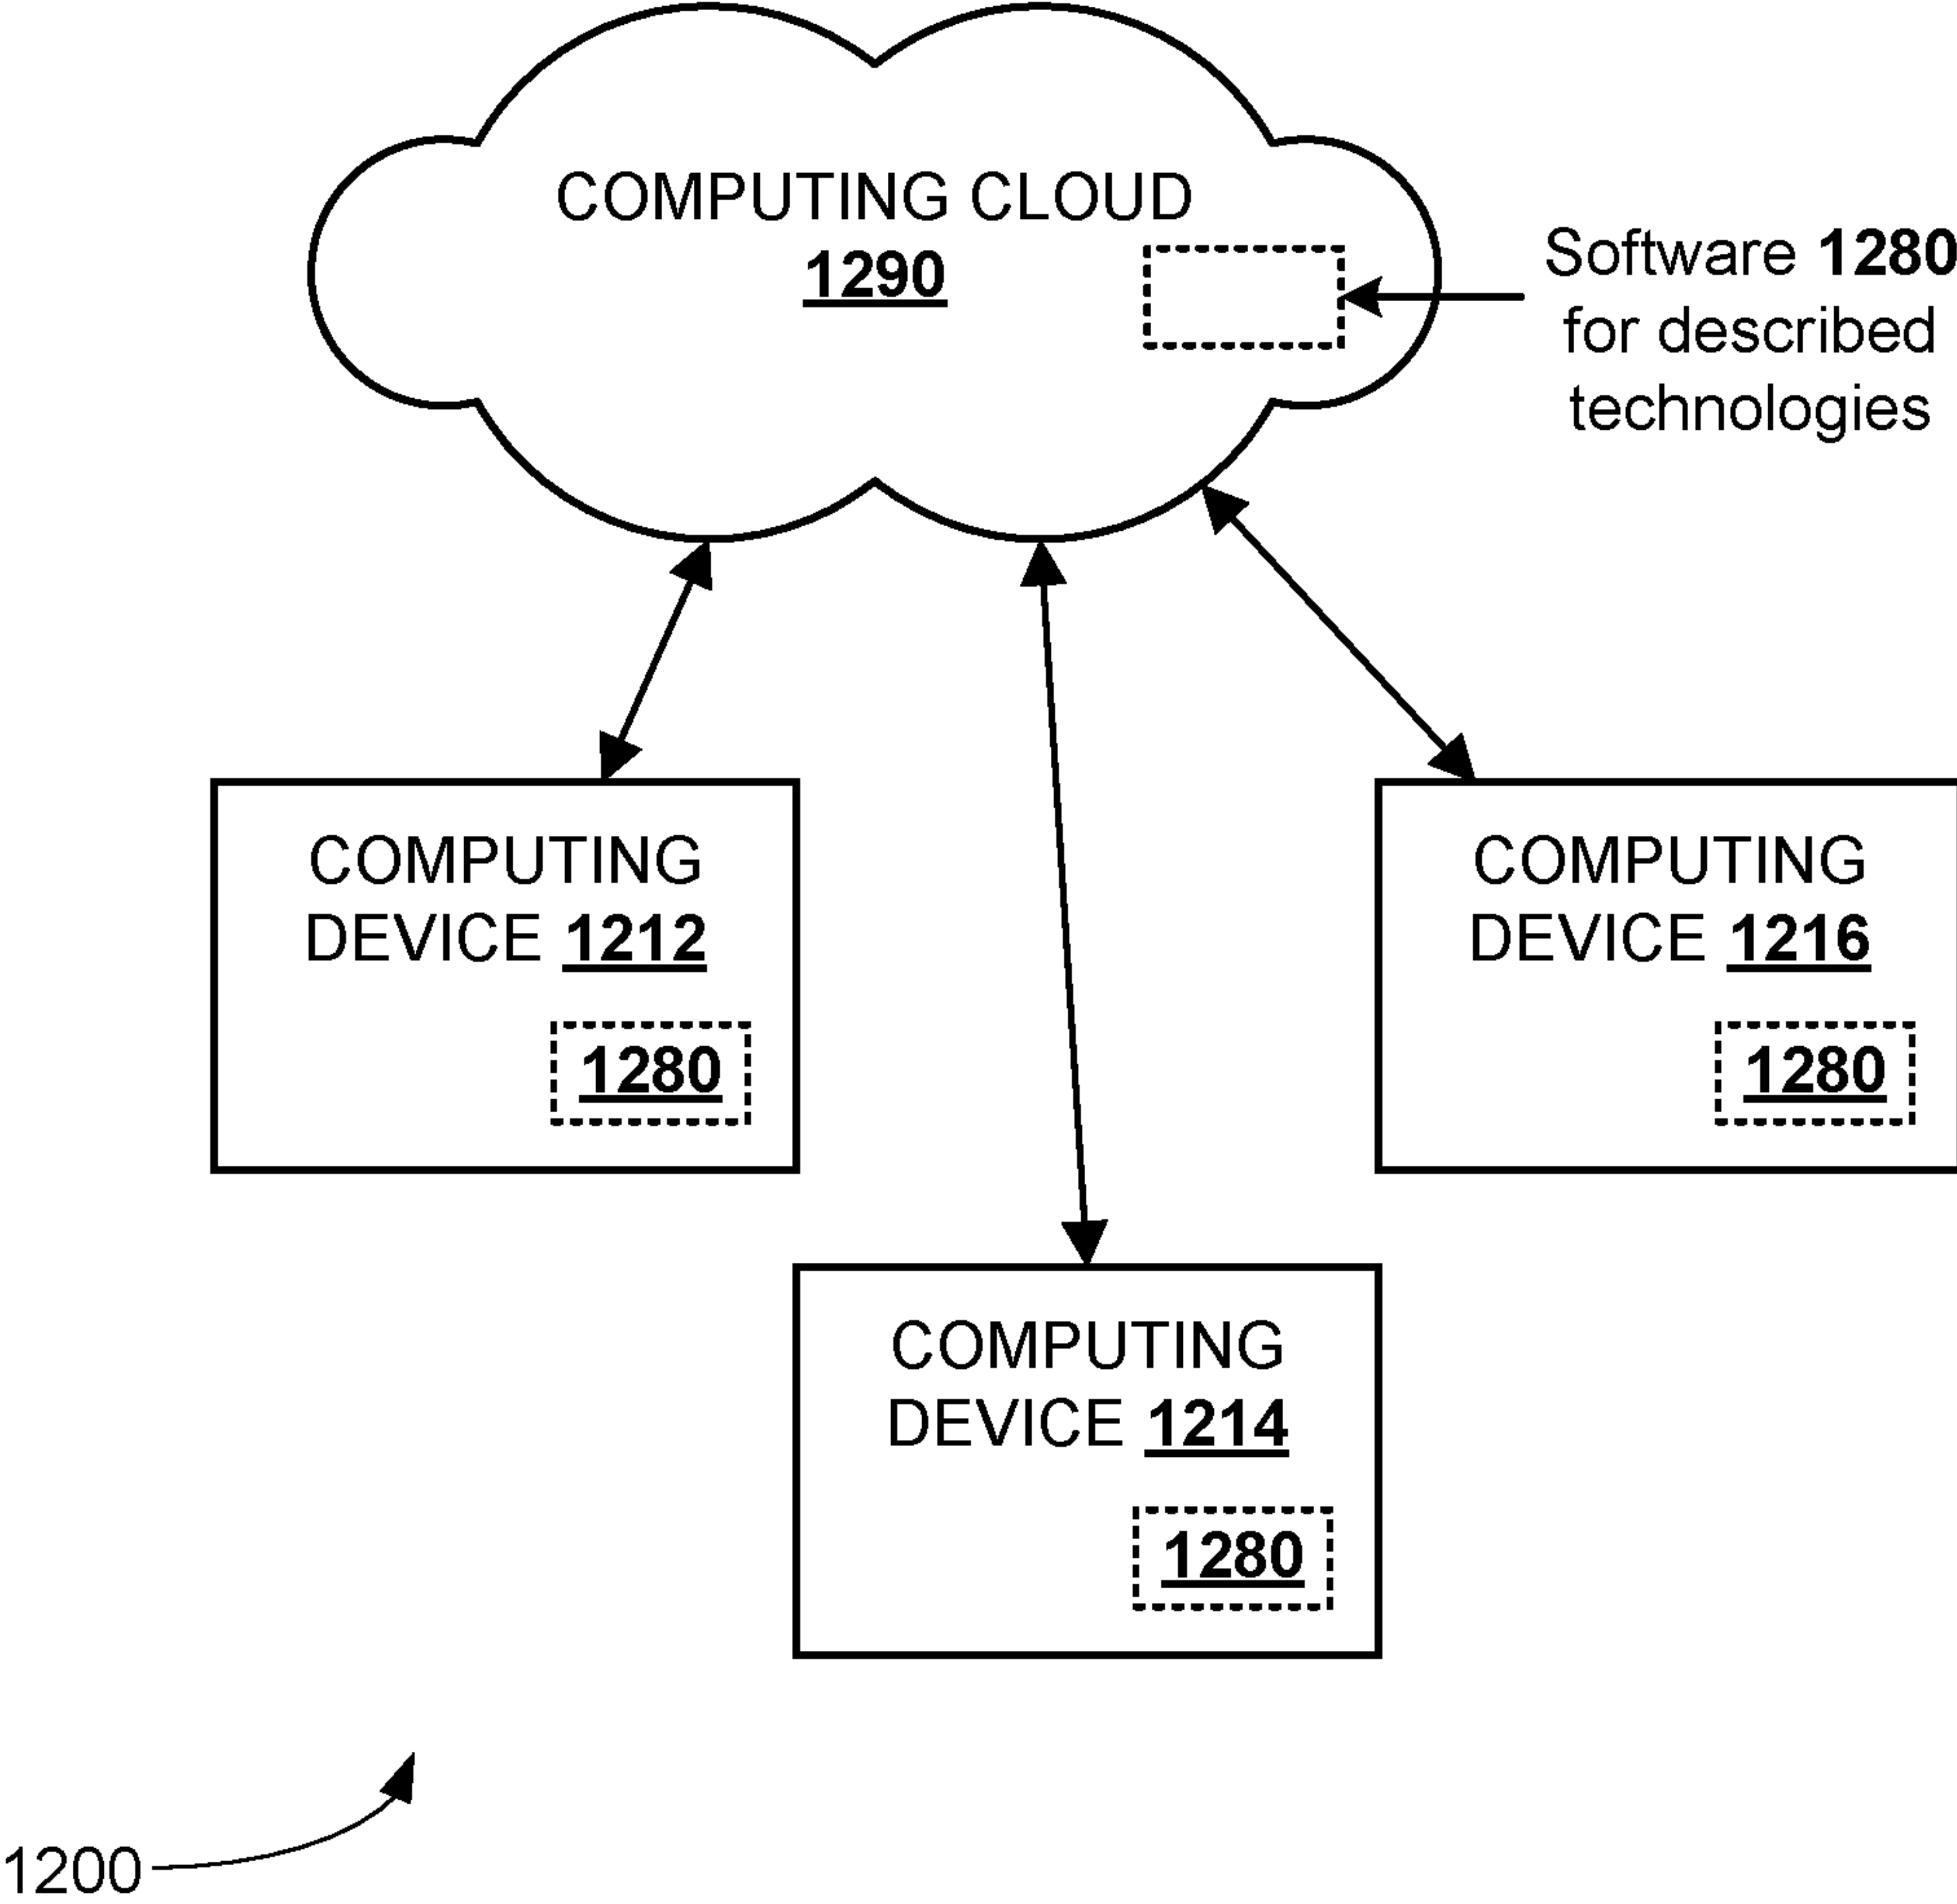 COMPUTING CLOUD
1290
Software 1280
for described
technologies
COMPUTING
DEVICE 1212
1280
COMPUTING
DEVICE 1216
1280
COMPUTING
DEVICE 1214
1280
1200